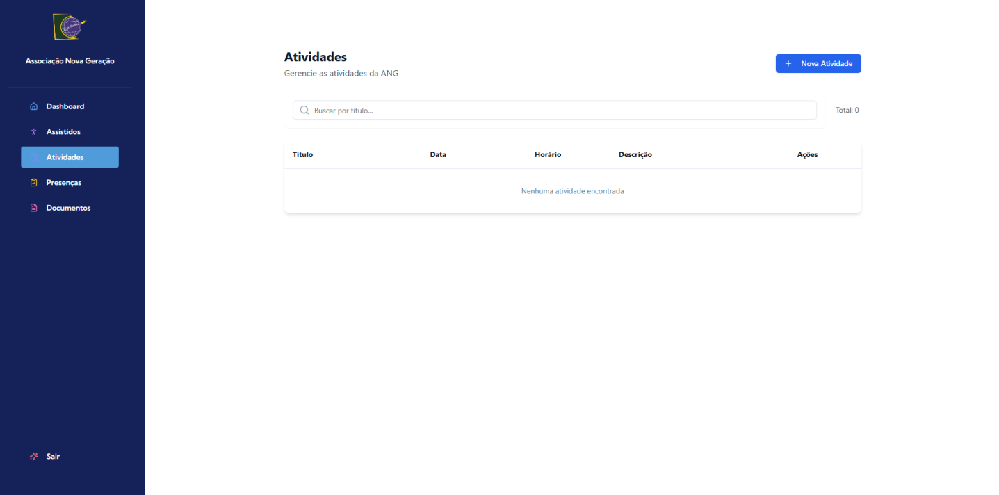 Associação Nova Geração
Dashboard
Assistidos
Atividades
Presenças
Documentos
Sair
Atividades
Gerencie as atividades da ANG
+ Nova Atividade
Buscar por título...
Total: 0
Título Data Horário Descrição Ações
Nenhuma atividade encontrada